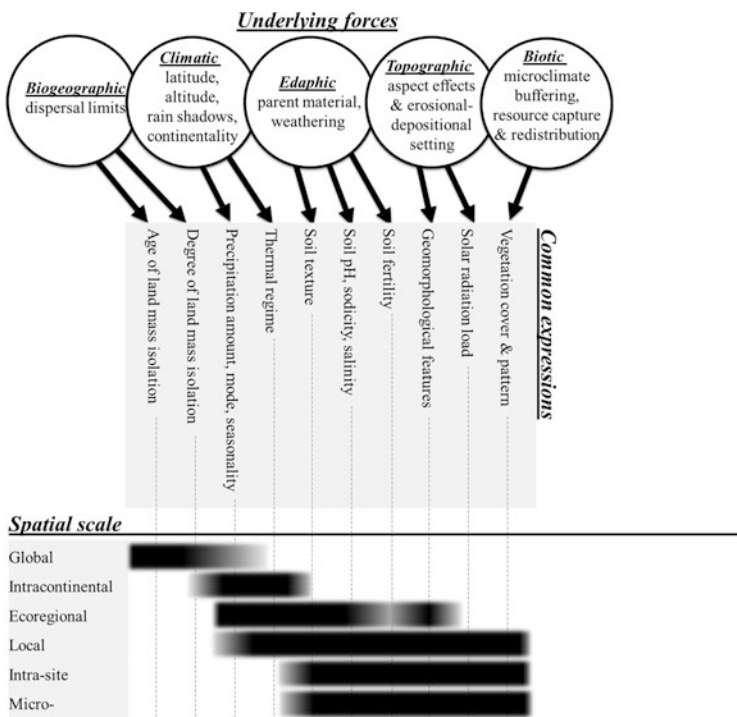 Underlying forces
Biogeographic
dispersal limits
Climatic
latitude,
altitude,
rain shadows,
continentality
Edaphic
parent material,
weathering
Topographic
aspect effects
& erosional-
depositional
setting
Biotic
microclimate
buffering,
resource capture
& redistribution
Age of land mass isolation
Degree of land mass isolation
Precipitation amount, mode, seasonality
Thermal regime
Soil texture
Soil pH, sodicity, salinity
Soil fertility
Geomorphological features
Solar radiation load
Vegetation cover & pattern
Common expressions
Spatial scale
Global
Intracontinental
Ecoregional
Local
Intra-site
Micro-